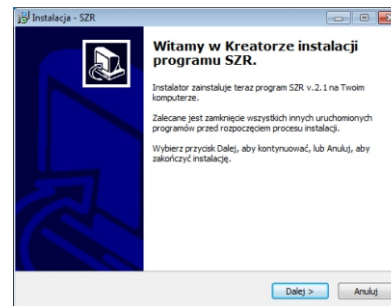 Instalacja - SZR
Witamy w Kreatorze instalacji
programu SZR.
Instalator zainstaluje teraz program SZR v.2.1 na Twoim
komputerze.
Zalecane jest zamknięcie wszystkich innych uruchomionych
programów przed rozpoczęciem procesu instalacji.
Wybierz przycisk Dalej, aby kontynuować, lub Anuluj, aby
zakończyć instalację.
Dalej >
Anuluj